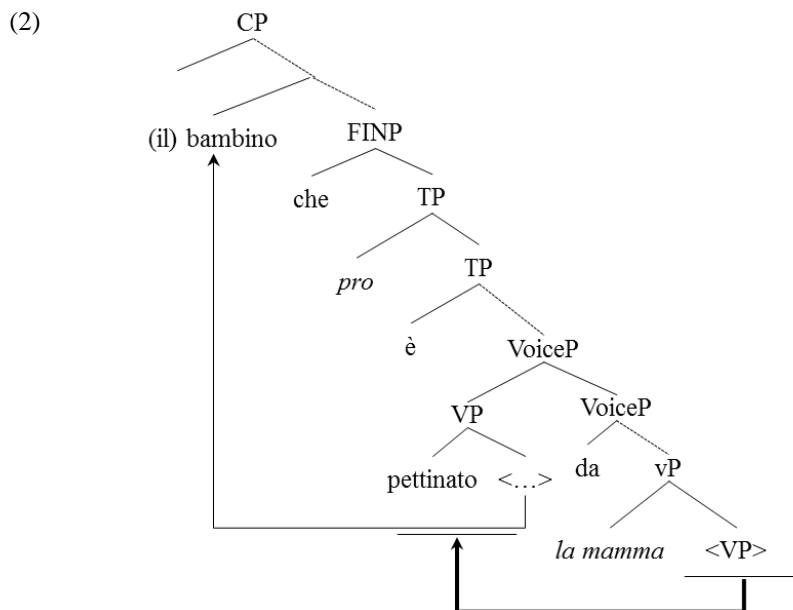 (2)
CP
(il) bambino
FINP
che
TP
pro
TP
è
VoiceP
VP
VoiceP
pettinato <…>
da
vP
la mamma
<VP>